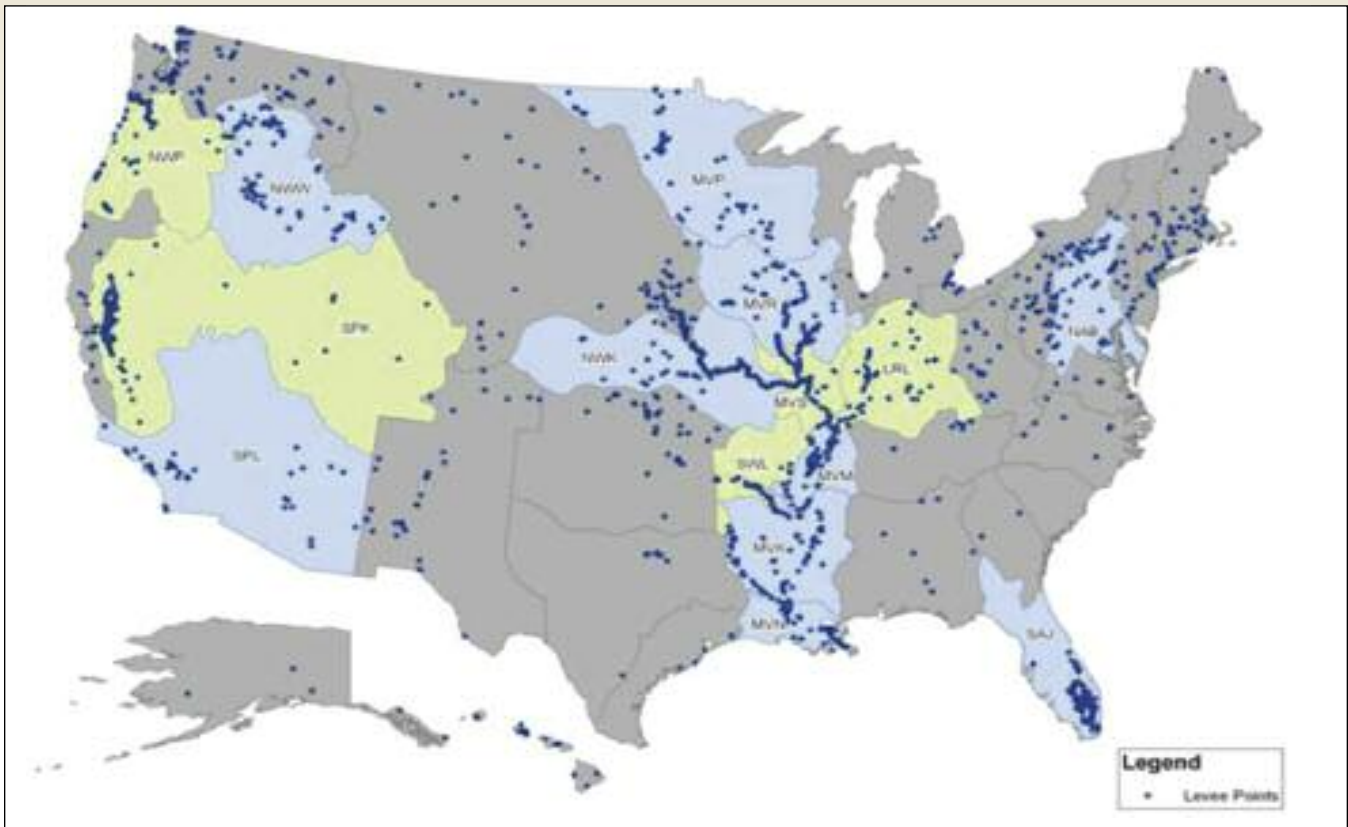 NWP
NWW
MVP
MVR
SPK
NWK
NAB
LRL
MVS
SPL
SWL
MVM
MVK
MVN
SAJ
Legend
Levee Points